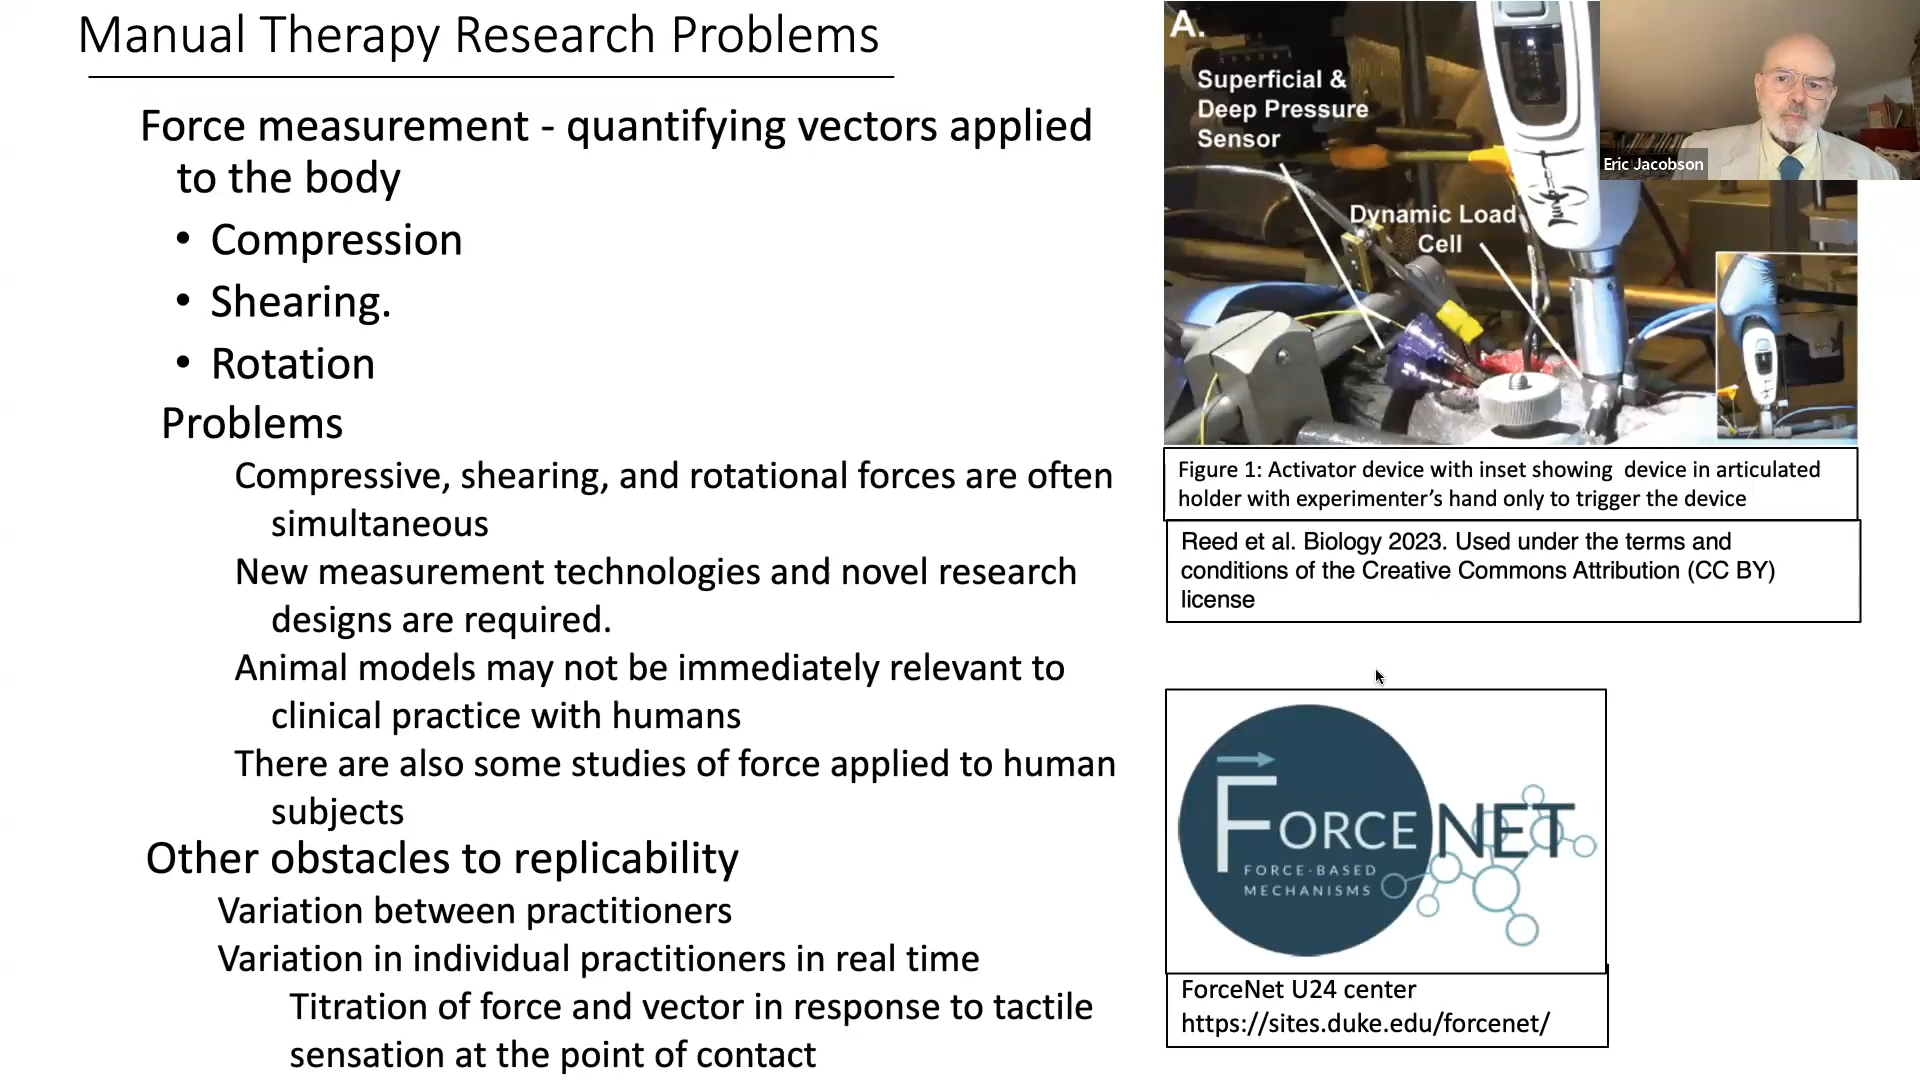 Manual Therapy Research Problems
Force measurement - quantifying vectors applied
to the body
• Compression
• Shearing.
• Rotation
Problems
Compressive, shearing, and rotational forces are often
simultaneous
New measurement technologies and novel research
designs are required.
Animal models may not be immediately relevant to
clinical practice with humans
There are also some studies of force applied to human
subjects
Other obstacles to replicability
Variation between practitioners
Variation in individual practitioners in real time
Titration of force and vector in response to tactile
sensation at the point of contact
A.
Superficial &
Deep Pressure
Sensor
Dynamic Load
Cell
Eric Jacobson
Figure 1: Activator device with inset showing device in articulated
holder with experimenter's hand only to trigger the device
Reed et al. Biology 2023. Used under the terms and
conditions of the Creative Commons Attribution (CC BY)
license
FORCENET
FORCE-BASED
MECHANISMS
ForceNet U24 center
https://sites.duke.edu/forcenet/